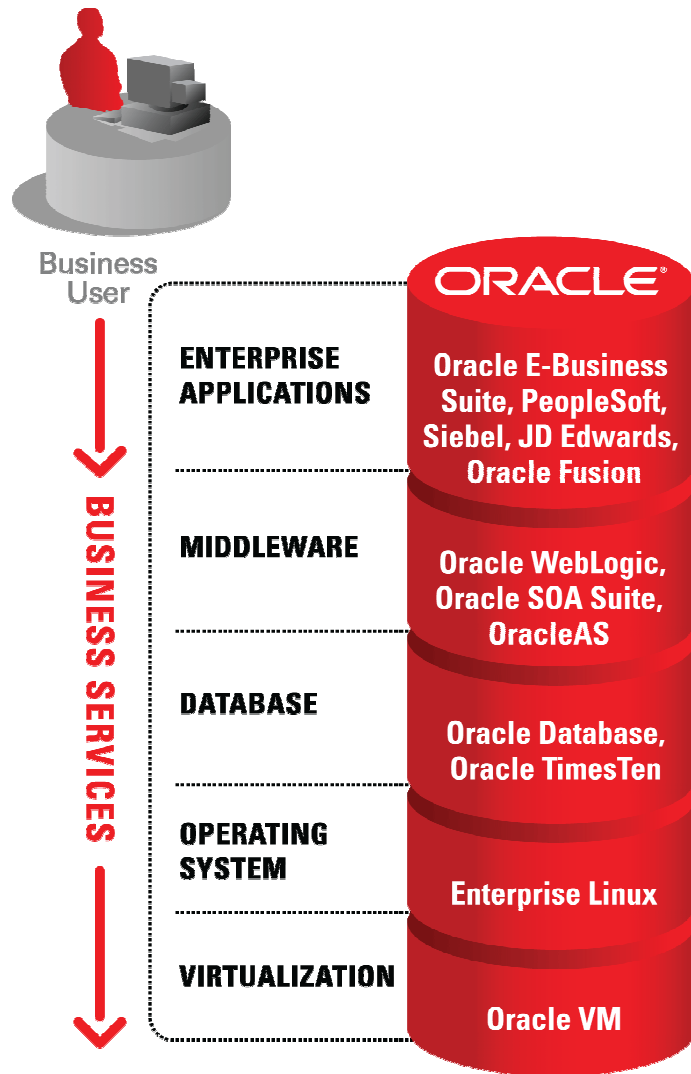 Business
User
ORACLE®
ENTERPRISE
APPLICATIONS
Oracle E-Business
Suite, PeopleSoft,
Siebel, JD Edwards,
Oracle Fusion
BUSINESS SERVICES
MIDDLEWARE
Oracle WebLogic,
Oracle SOA Suite,
OracleAS
DATABASE
Oracle Database,
Oracle TimesTen
OPERATING
SYSTEM
Enterprise Linux
VIRTUALIZATION
Oracle VM